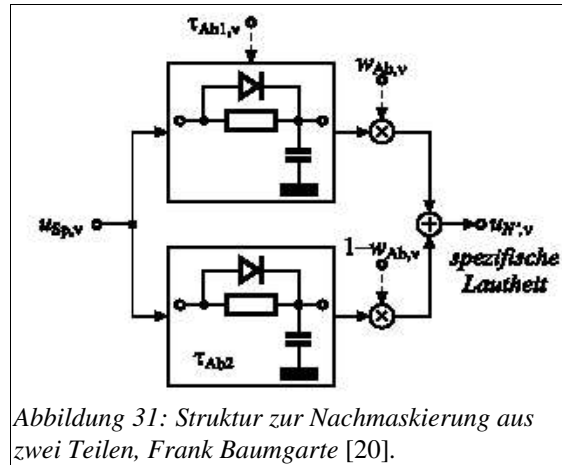 τAb1,ν
wAb,ν
uSp,ν
uN',ν
spezifische
Lautheit
1−wAb,ν
τAb2
Abbildung 31: Struktur zur Nachmaskierung aus
zwei Teilen, Frank Baumgarte [20].